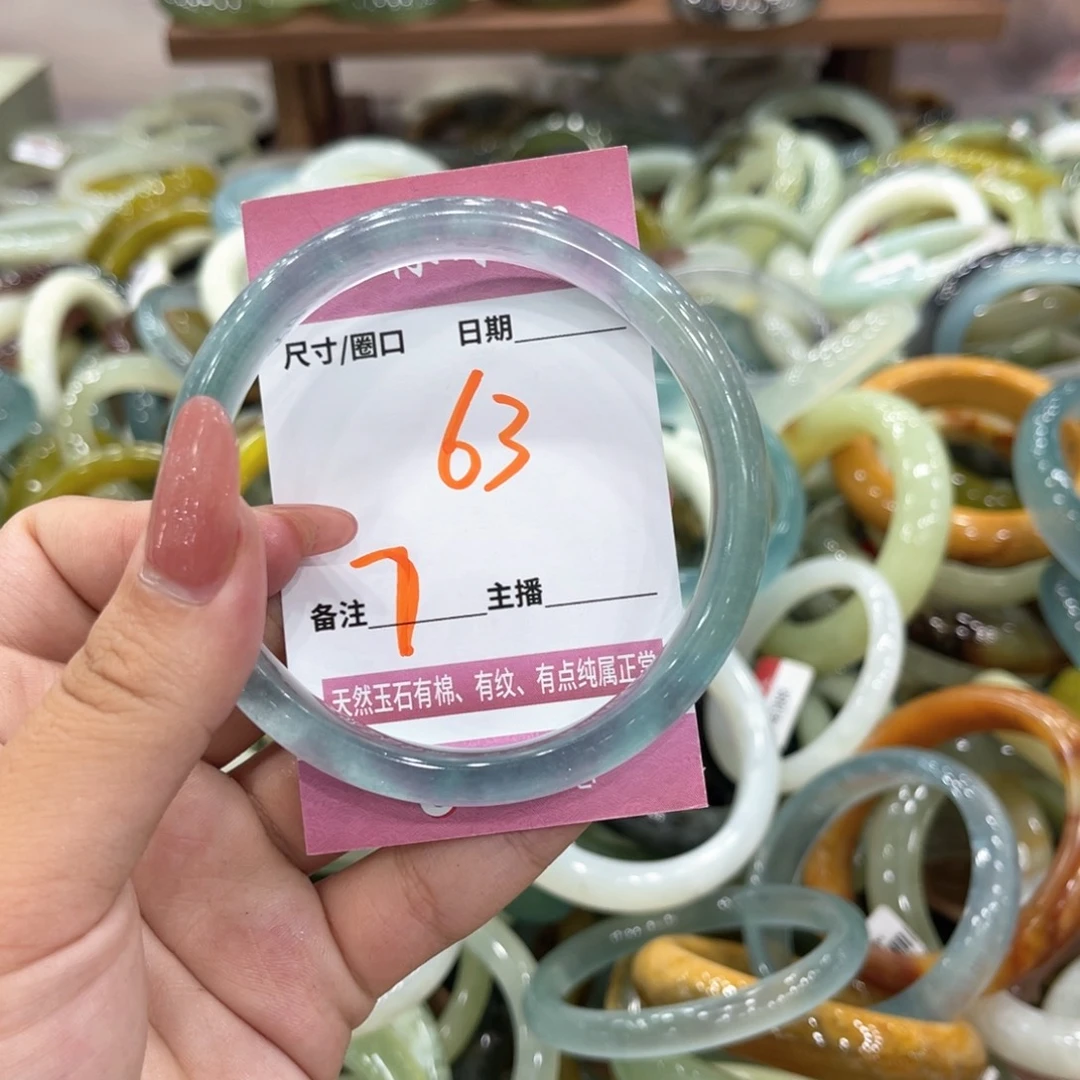 尺寸/圈口 日期
63
7
备注 主播
天然玉石有棉、有纹、有点纯属正常